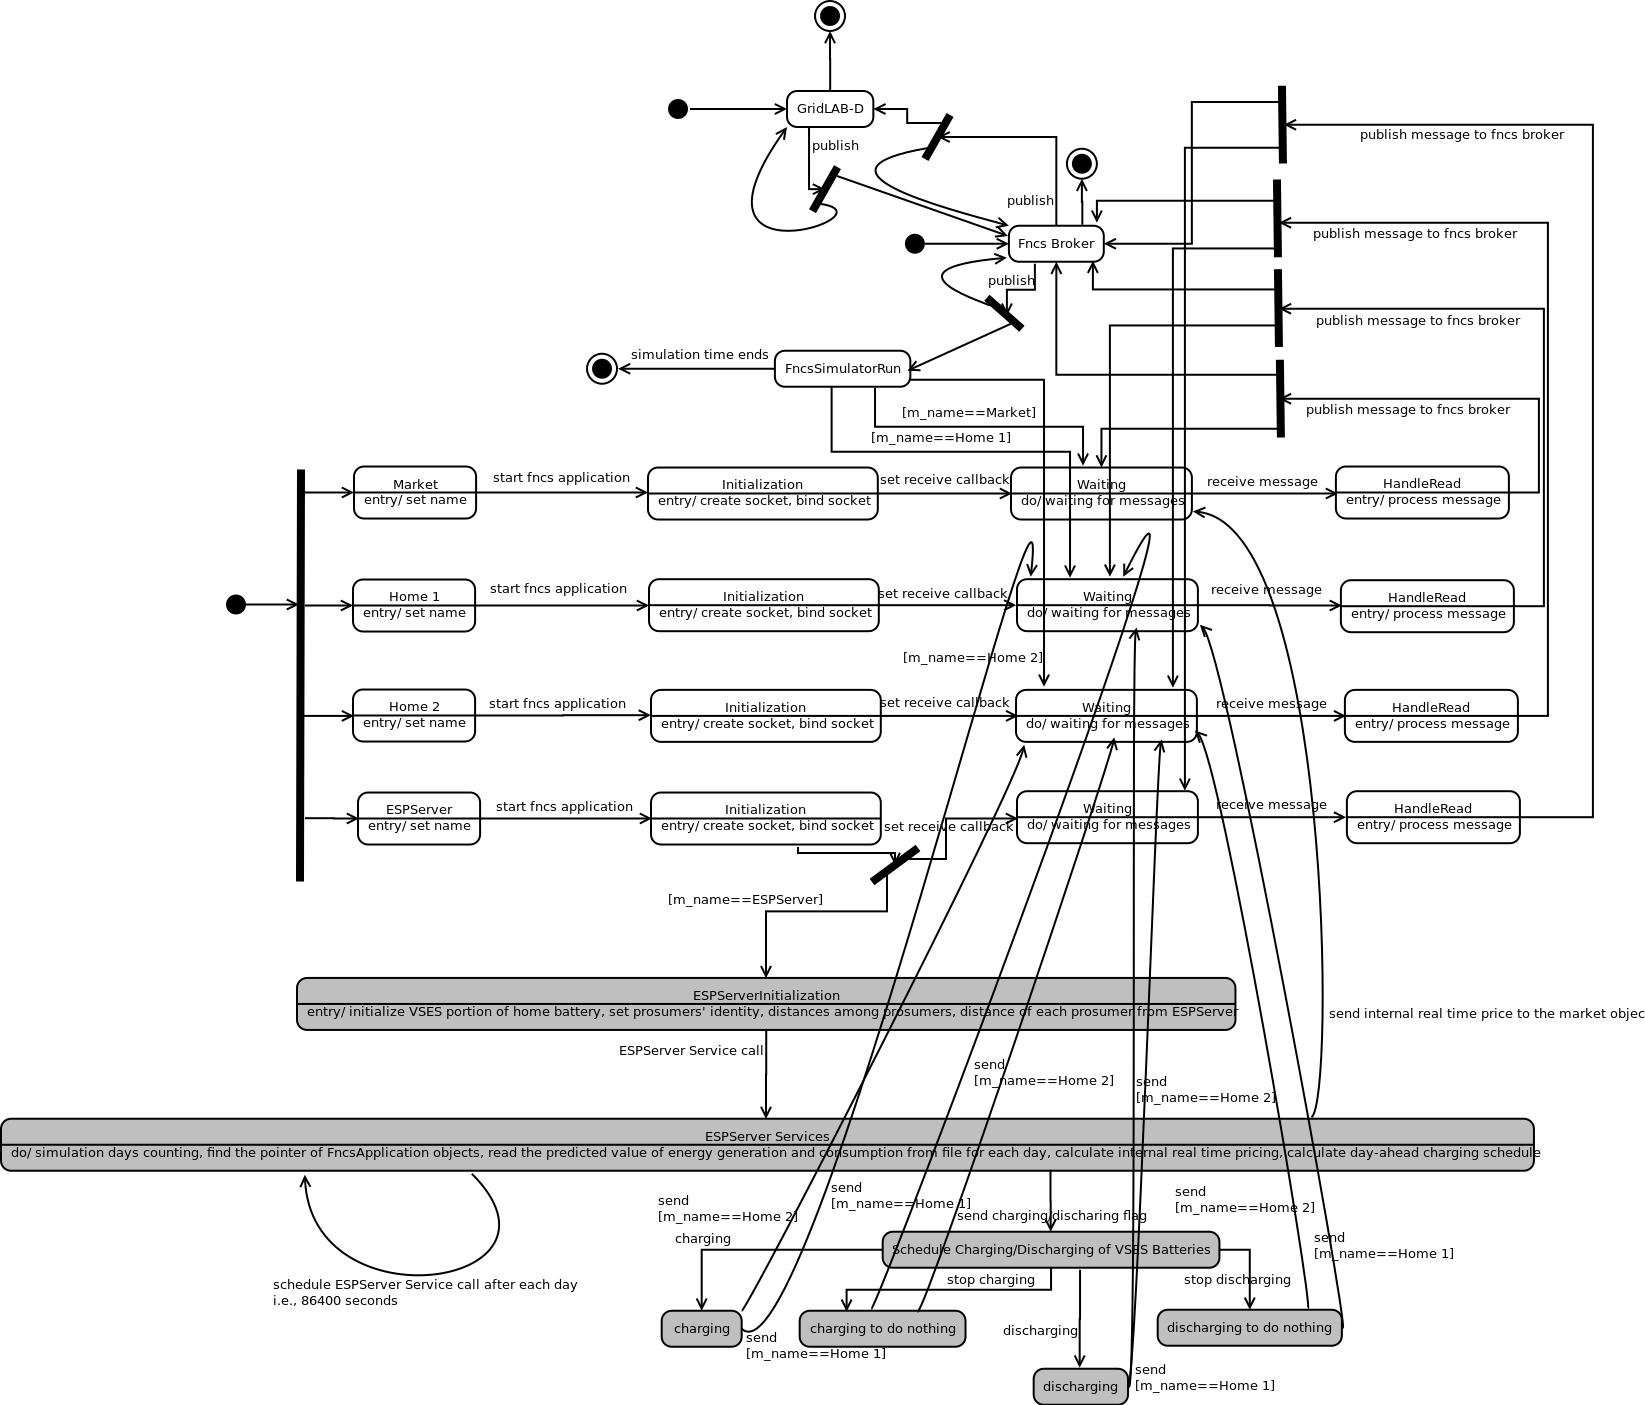 GridLAB-D
publish
publish message to fncs broker
publish
Fncs Broker
publish message to fncs broker
publish
publish message to fncs broker
simulation time ends
FncsSimulatorRun
[m_name==Market]
publish message to fncs broker
[m_name==Home 1]
Market
entry/ set name
start fncs application
Initialization
entry/ create socket, bind socket
set receive callback
Waiting
do/ waiting for messages
receive message
HandleRead
entry/ process message
Home 1
entry/ set name
start fncs application
Initialization
entry/ create socket, bind socket
set receive callback
Waiting
do/ waiting for messages
receive message
HandleRead
entry/ process message
[m_name==Home 2]
Home 2
entry/ set name
start fncs application
Initialization
entry/ create socket, bind socket
set receive callback
Waiting
do/ waiting for messages
receive message
HandleRead
entry/ process message
ESPServer
entry/ set name
start fncs application
Initialization
entry/ create socket, bind socket
set receive callback
Waiting
do/ waiting for messages
receive message
HandleRead
entry/ process message
[m_name==ESPServer]
ESPServerInitialization
entry/ initialize VSES portion of home battery, set prosumers' identity, distances among prosumers, distance of each prosumer from ESPServer
send internal real time price to the market objec
ESPServer Service call
send
[m_name==Home 2]
send
[m_name==Home 2]
ESPServer Services
do/ simulation days counting, find the pointer of FncsApplication objects, read the predicted value of energy generation and consumption from file for each day, calculate internal real time pricing, calculate day-ahead charging schedule
send
[m_name==Home 2]
send
[m_name==Home 1]
send charging/discharing flag
send
[m_name==Home 2]
charging
Schedule Charging/Discharging of VSES Batteries
send
[m_name==Home 1]
schedule ESPServer Service call after each day
i.e., 86400 seconds
stop charging
stop discharging
charging
send
[m_name==Home 1]
charging to do nothing
discharging
discharging to do nothing
discharging
send
[m_name==Home 1]